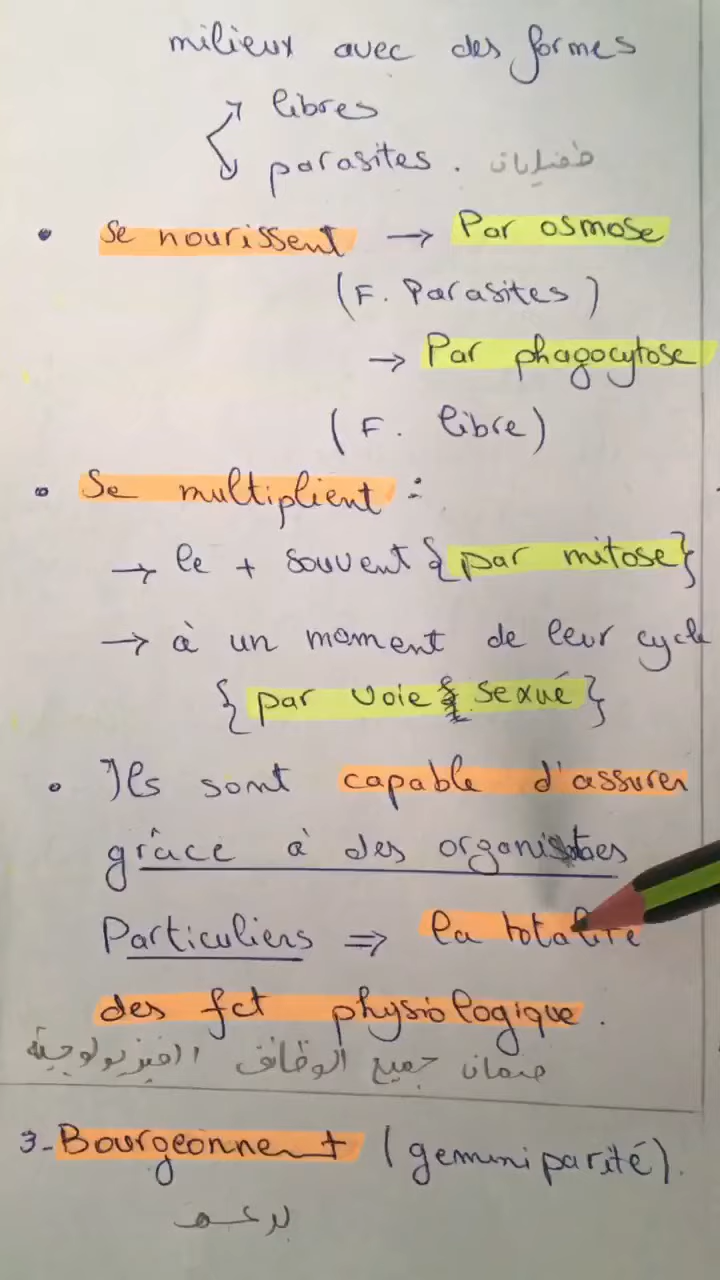 milieux avec des formes
↗ libres
↘ parasites. طفيليات
• se nourissent → Par osmose
(F. Parasites)
→ Par phagocytose
(F. libre)
• Se multiplient :
→ le + souvent {par mitose}
→ à un moment de leur cycle
{par voie sexué}
• Ils sont capable d'assurer
grâce à des organites
Particuliers ⇒ la totalité
des fct physiologique.
ضمان جميع الوظائف الفيزيولوجية
3- Bourgeonnent (gemmiparité).
برعم